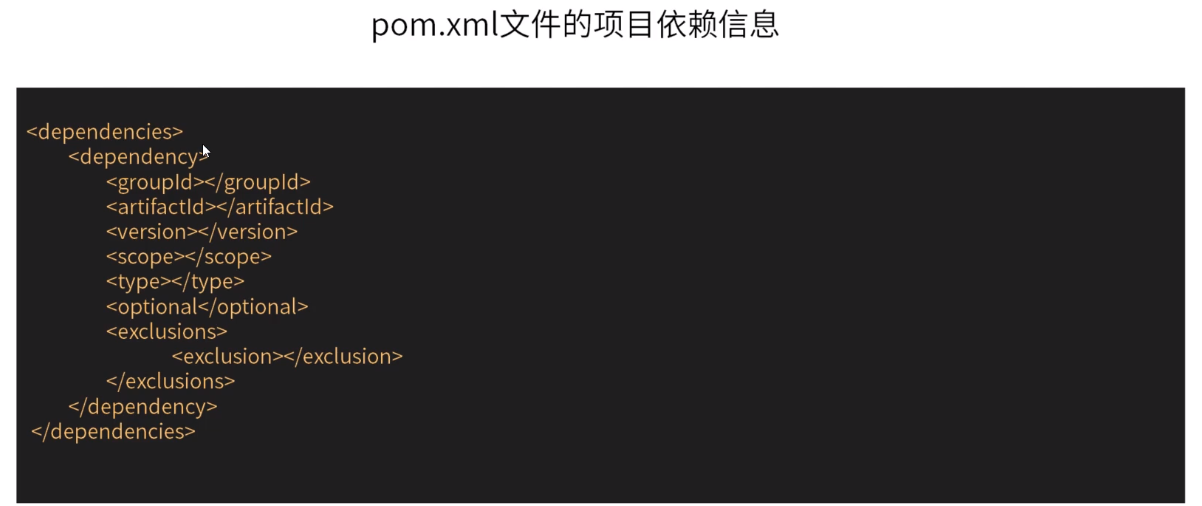 pom.xml文件的项目依赖信息
<dependencies>
<dependency>
<groupId></groupId>
<artifactId></artifactId>
<version></version>
<scope></scope>
<type></type>
<optional</optional>
<exclusions>
<exclusion></exclusion>
</exclusions>
</dependency>
</dependencies>